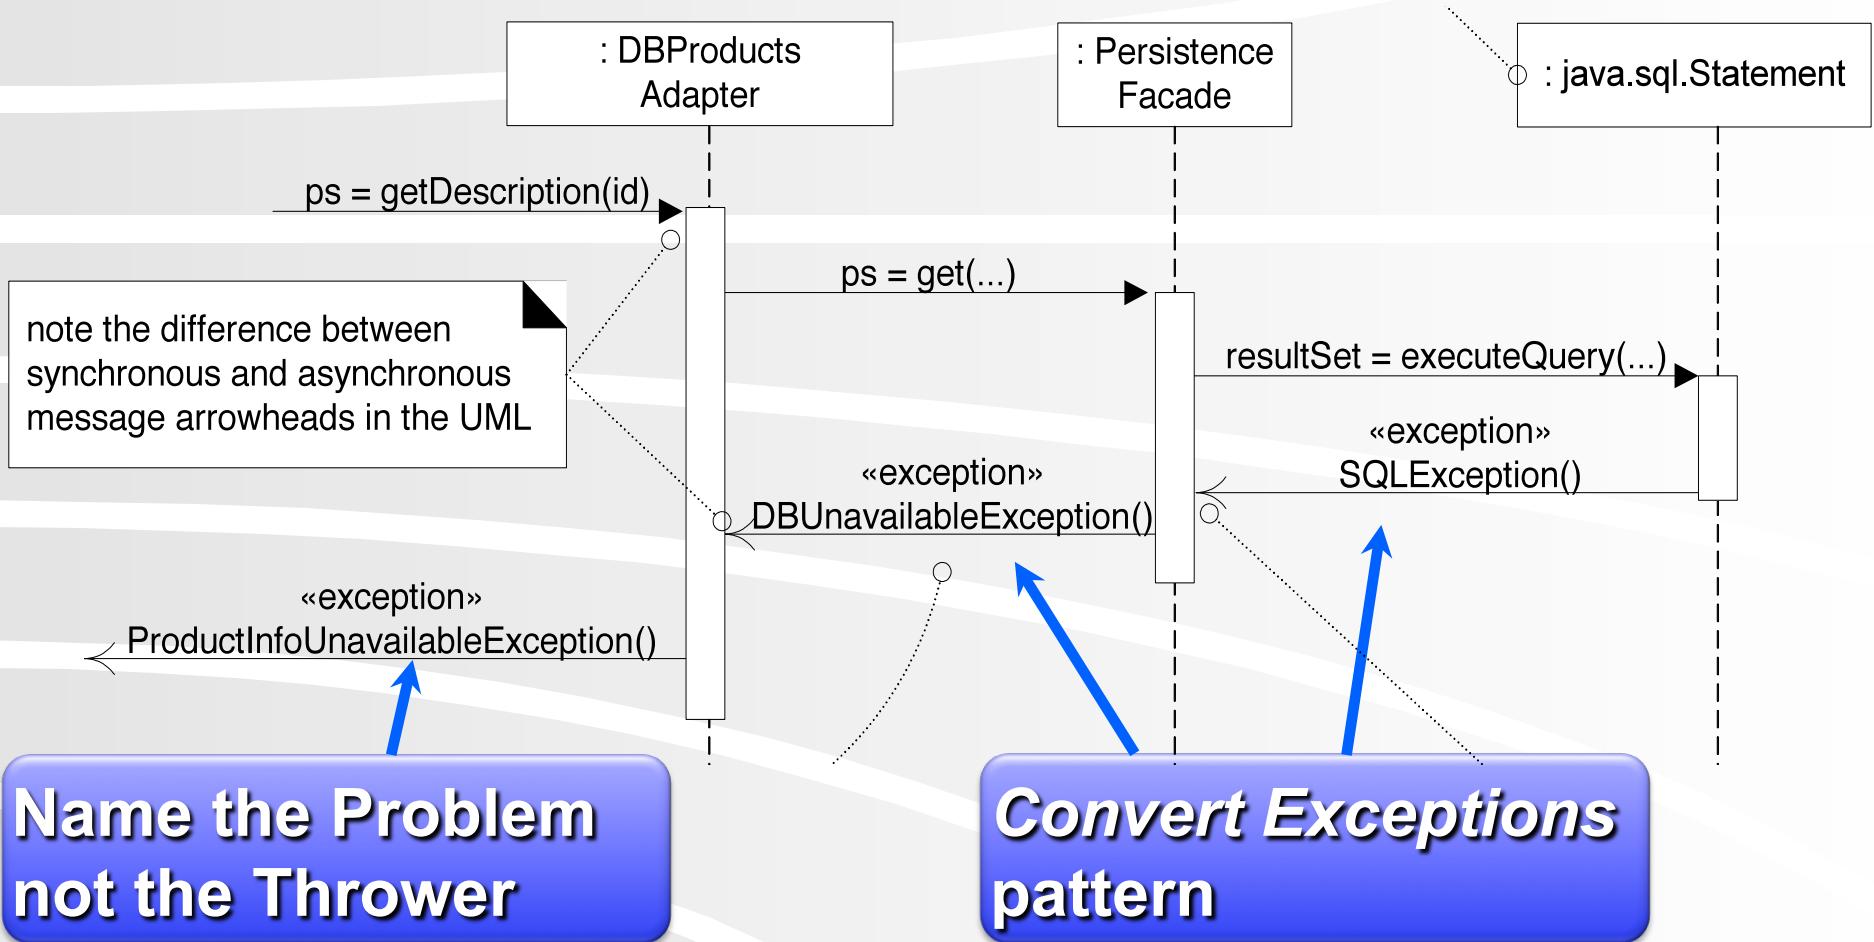 : DBProducts
Adapter
: Persistence
Facade
: java.sql.Statement
ps = getDescription(id)
ps = get(...)
note the difference between
synchronous and asynchronous
message arrowheads in the UML
resultSet = executeQuery(...)
«exception»
SQLException()
«exception»
DBUnavailableException()
«exception»
ProductInfoUnavailableException()
Name the Problem
not the Thrower
Convert Exceptions
pattern